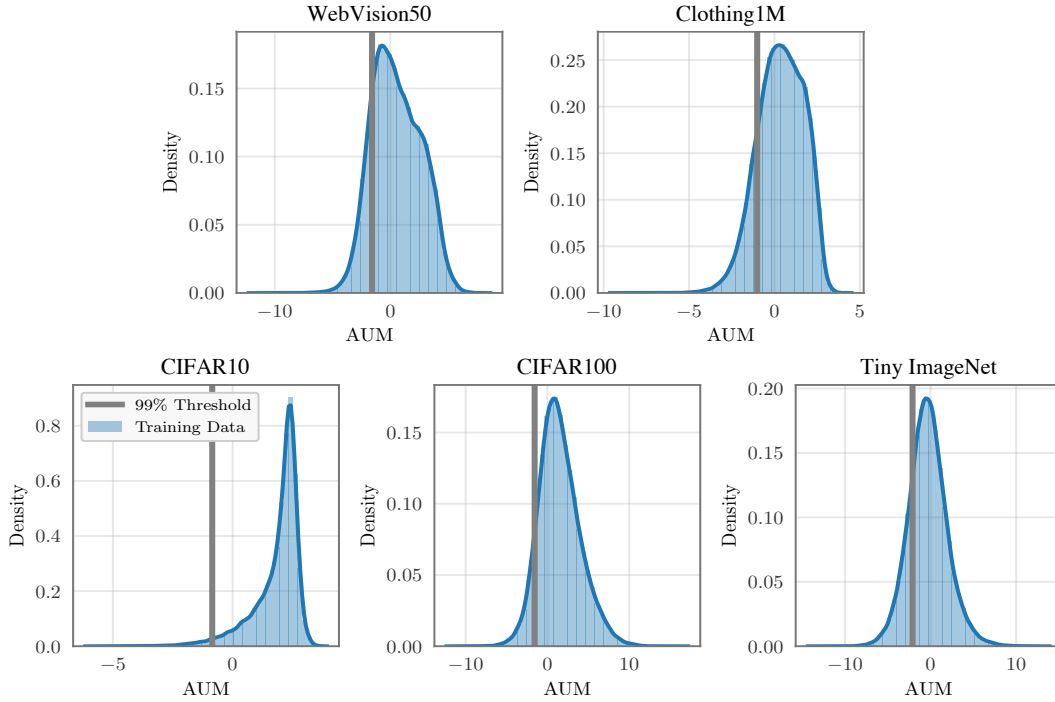 WebVision50
Clothing1M
0.15
0.10
0.05
0.00
Density
−10
0
AUM
0.25
0.20
0.15
0.10
0.05
0.00
Density
−10
−5
0
5
AUM
CIFAR10
CIFAR100
Tiny ImageNet
99% Threshold
Training Data
0.8
0.6
0.4
0.2
0.0
Density
−5
0
AUM
0.15
0.10
0.05
0.00
Density
−10
0
10
AUM
0.20
0.15
0.10
0.05
0.00
Density
−10
0
10
AUM